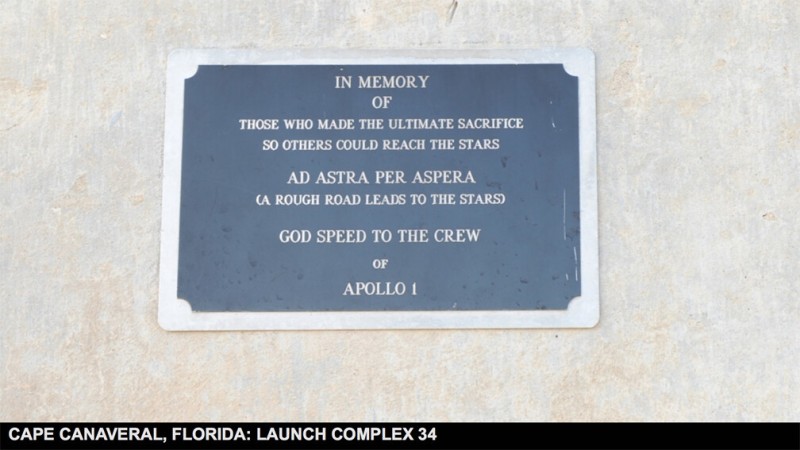 IN MEMORY
OF
THOSE WHO MADE THE ULTIMATE SACRIFICE
SO OTHERS COULD REACH THE STARS
AD ASTRA PER ASPERA
(A ROUGH ROAD LEADS TO THE STARS)
GOD SPEED TO THE CREW
OF
APOLLO 1
CAPE CANAVERAL, FLORIDA: LAUNCH COMPLEX 34